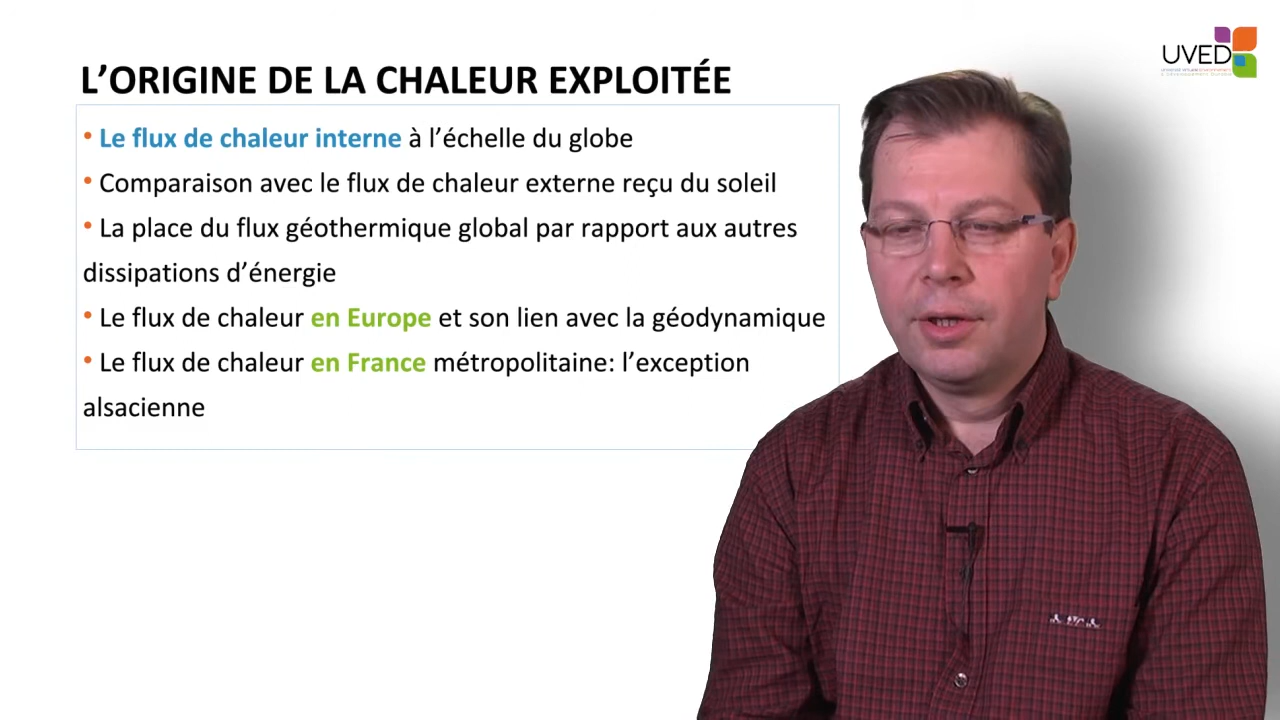 UVED
L’ORIGINE DE LA CHALEUR EXPLOITÉE
• Le flux de chaleur interne à l’échelle du globe
• Comparaison avec le flux de chaleur externe reçu du soleil
• La place du flux géothermique global par rapport aux autres
dissipations d’énergie
• Le flux de chaleur en Europe et son lien avec la géodynamique
• Le flux de chaleur en France métropolitaine: l’exception
alsacienne